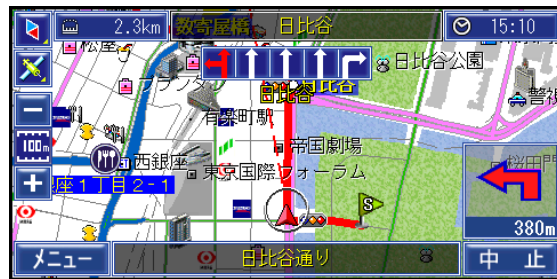 2.3km 数寄屋橋 日比谷 15:10
松屋
プランタン
日比谷公園
日比谷
警視
有楽町駅
100m
帝国劇場
西銀座
東京国際フォーラム
桜田門
座1丁目2-1
S
380m
メニュー 日比谷通り 中 止